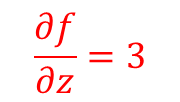 ∂f/∂z = 3